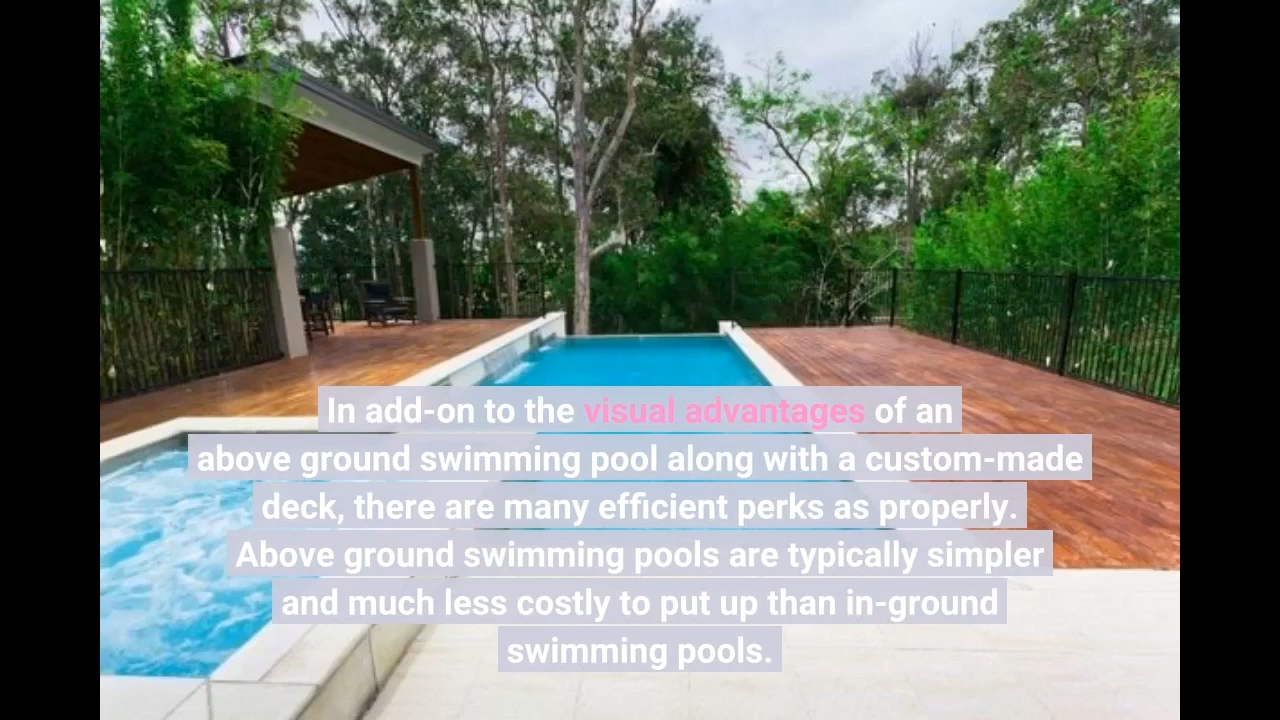 In add-on to the visual advantages of an
above ground swimming pool along with a custom-made
deck, there are many efficient perks as properly.
Above ground swimming pools are typically simpler
and much less costly to put up than in-ground
swimming pools.